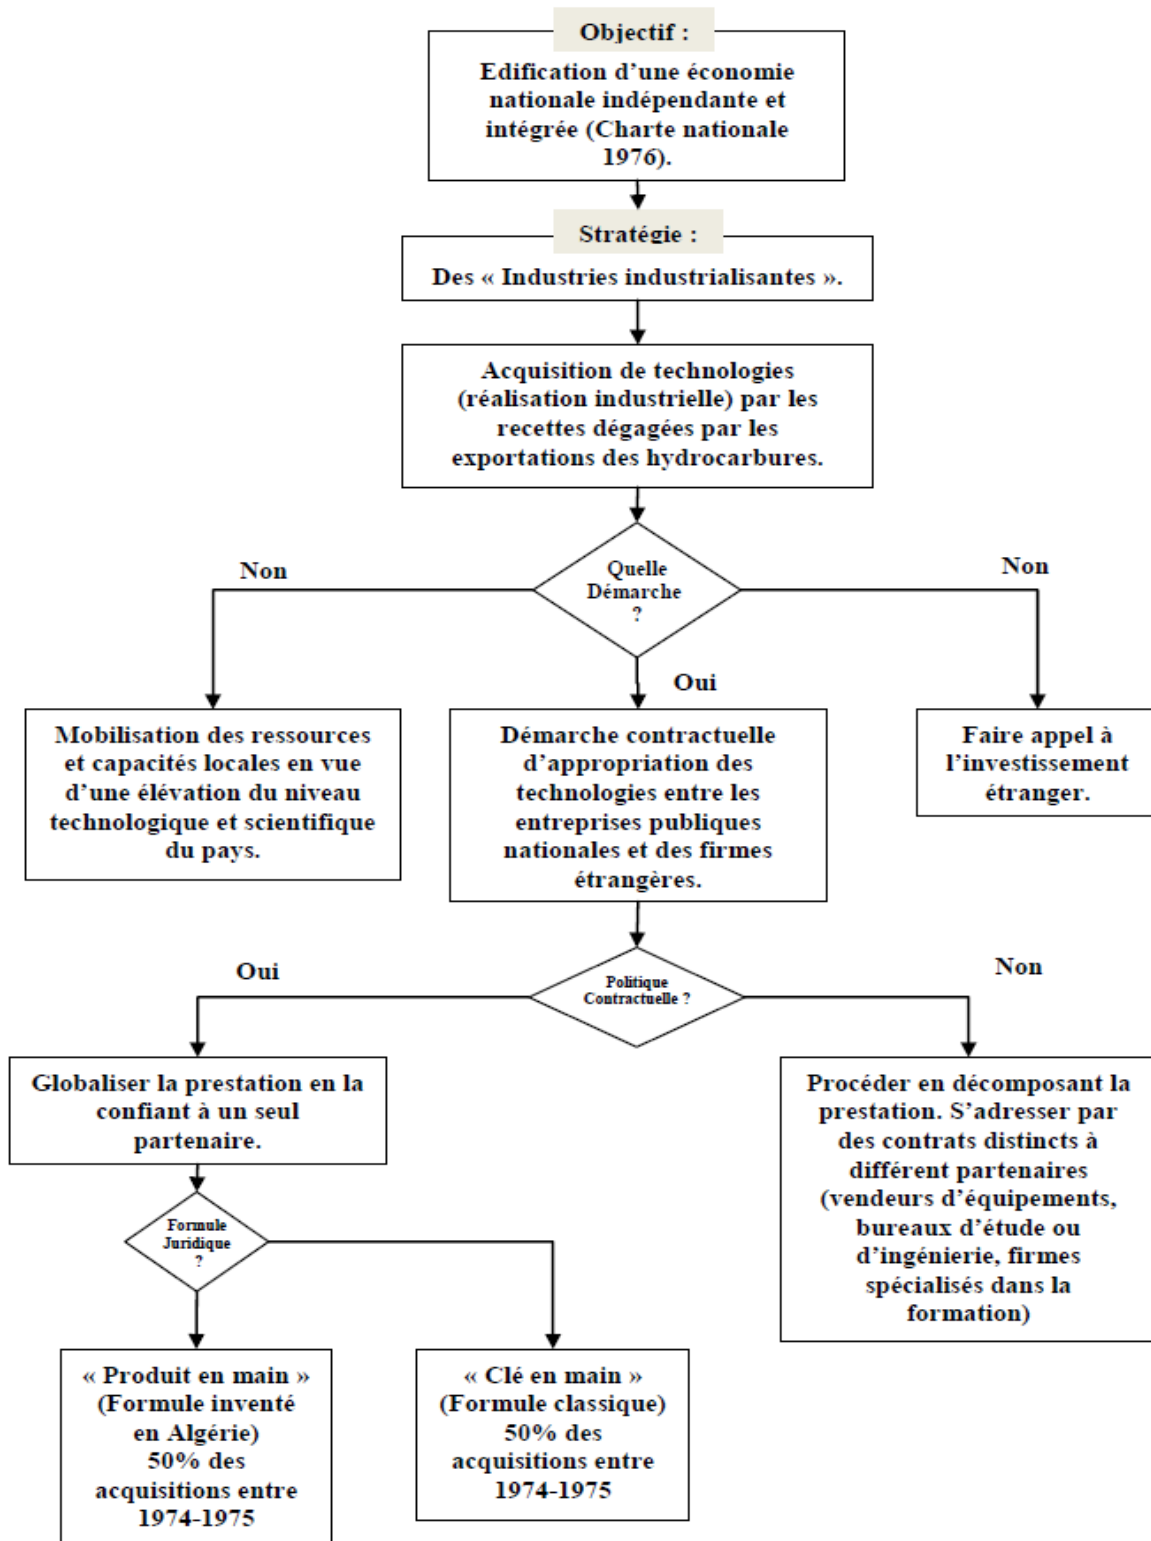 Objectif :
Edification d’une économie
nationale indépendante et
intégrée (Charte nationale
1976).
Stratégie :
Des « Industries industrialisantes ».
Acquisition de technologies
(réalisation industrielle) par les
recettes dégagées par les
exportations des hydrocarbures.
Quelle
Démarche
?
Non
Non
Oui
Mobilisation des ressources
et capacités locales en vue
d’une élévation du niveau
technologique et scientifique
du pays.
Démarche contractuelle
d’appropriation des
technologies entre les
entreprises publiques
nationales et des firmes
étrangères.
Faire appel à
l’investissement
étranger.
Politique
Contractuelle ?
Oui
Non
Globaliser la prestation en la
confiant à un seul
partenaire.
Procéder en décomposant la
prestation. S’adresser par
des contrats distincts à
différent partenaires
(vendeurs d’équipements,
bureaux d’étude ou
d’ingénierie, firmes
spécialisés dans la
formation)
Formule
Juridique
?
« Produit en main »
(Formule inventé
en Algérie)
50% des
acquisitions entre
1974-1975
« Clé en main »
(Formule classique)
50% des
acquisitions entre
1974-1975